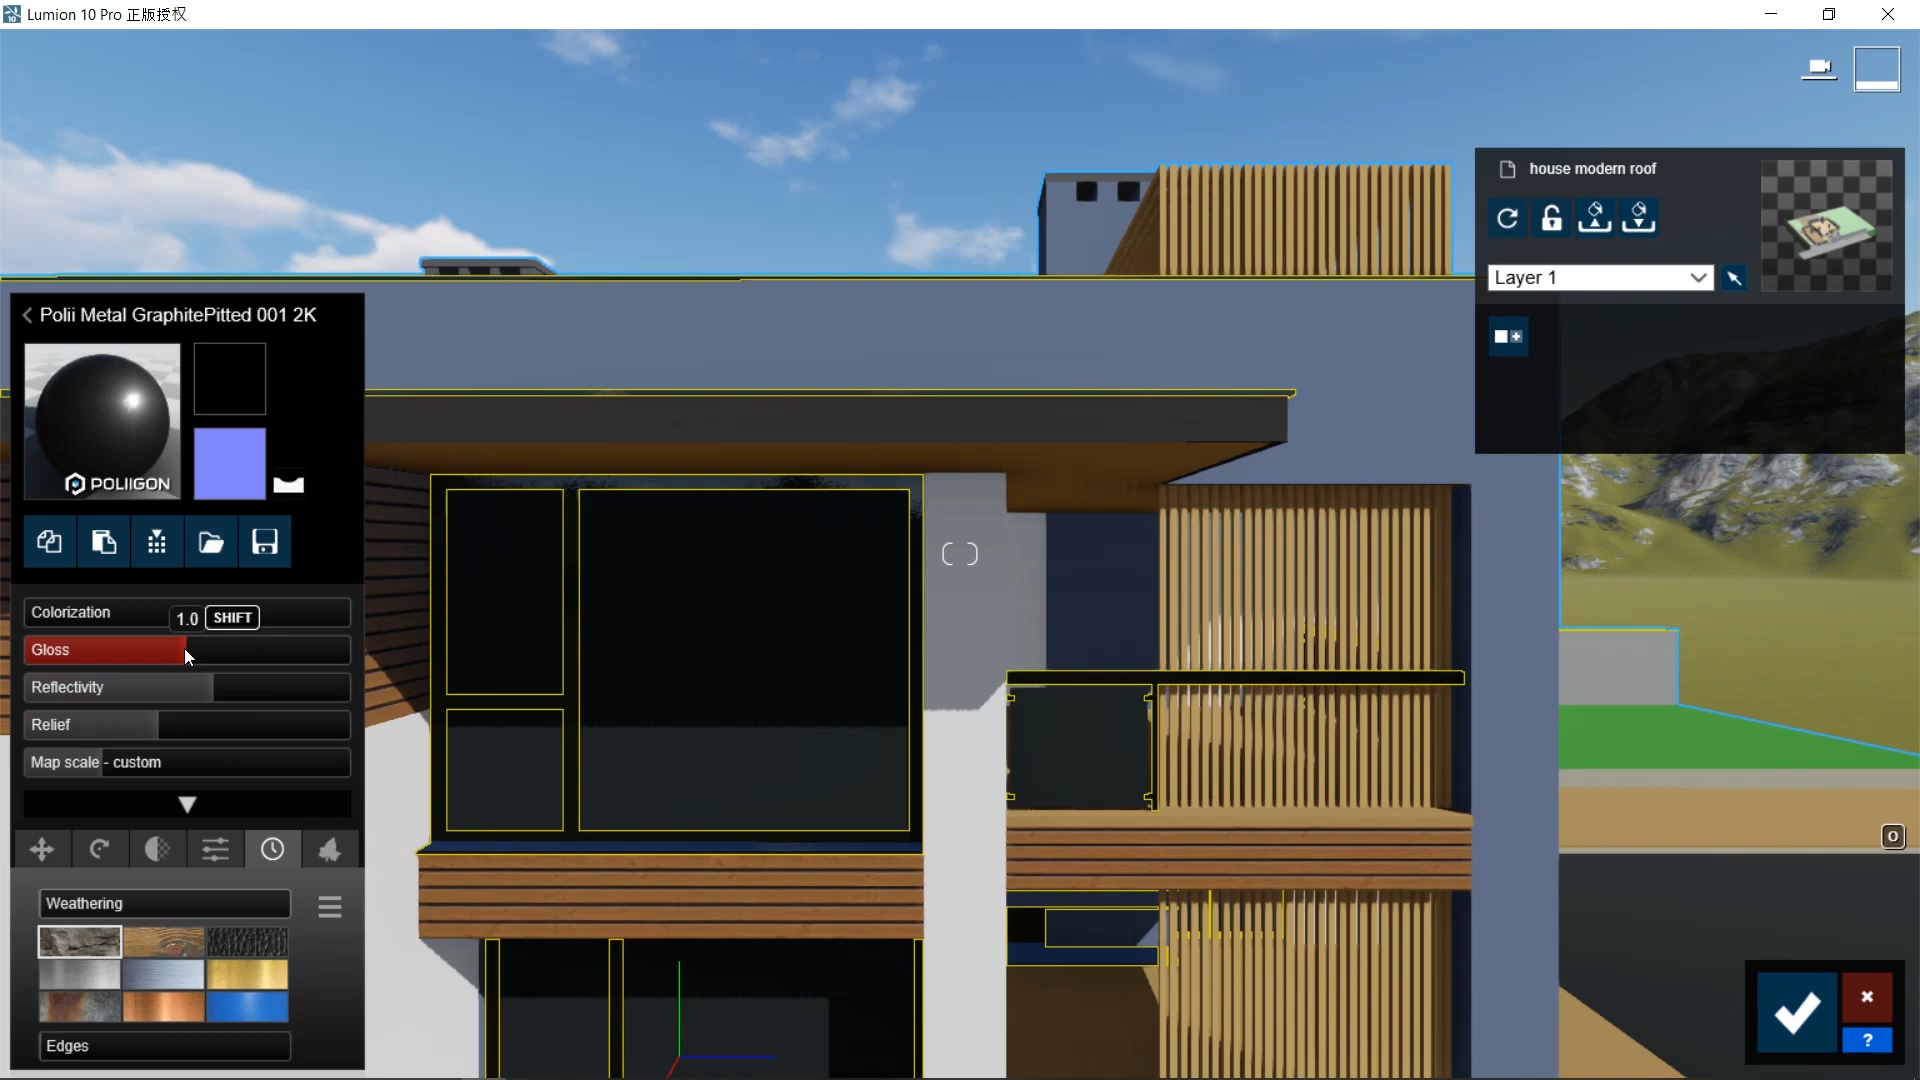 Lumion 10 Pro 正版授权
house modern roof
Layer 1
Polii Metal GraphitePitted 001 2K
POLIIGON
Colorization
1.0 SHIFT
Gloss
Reflectivity
Relief
Map scale - custom
O
Weathering
Edges
?